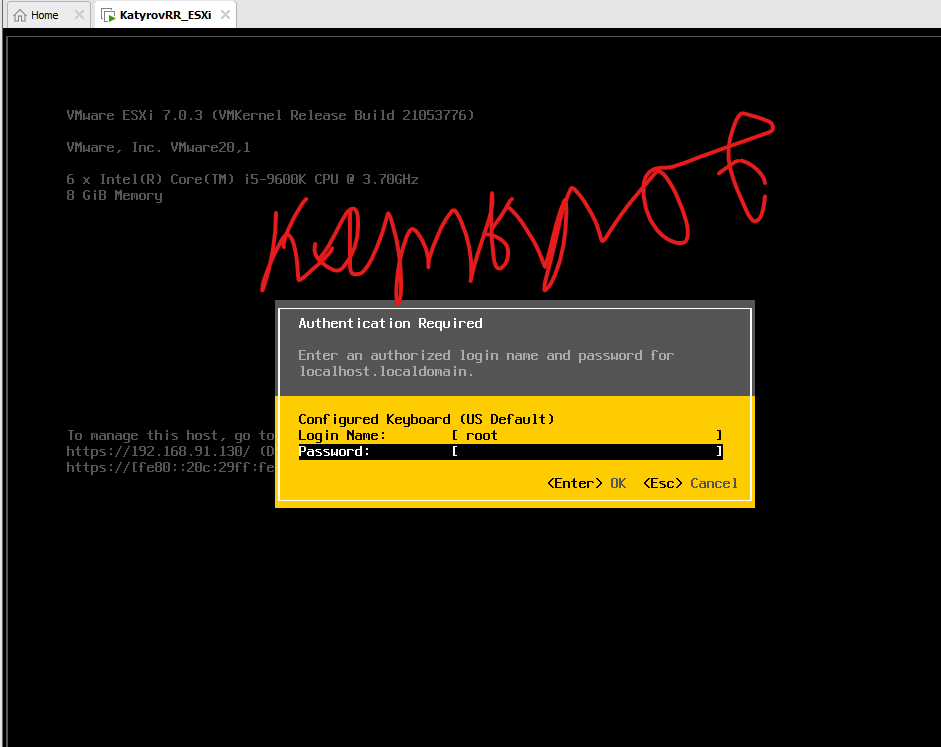 Home
KatyrovRR_ESXi
VMware ESXi 7.0.3 (VMKernel Release Build 21053776)
VMware, Inc. VMware20,1
6 x Intel(R) Core(TM) i5-9600K CPU @ 3.70GHz
8 GiB Memory
Authentication Required
Enter an authorized login name and password for
localhost.localdomain.
Configured Keyboard (US Default)
Login Name: [ root ]
Password: [ ]
<Enter> OK <Esc> Cancel
To manage this host, go to
https://192.168.91.130/ (D
https://[fe80::20c:29ff:fe